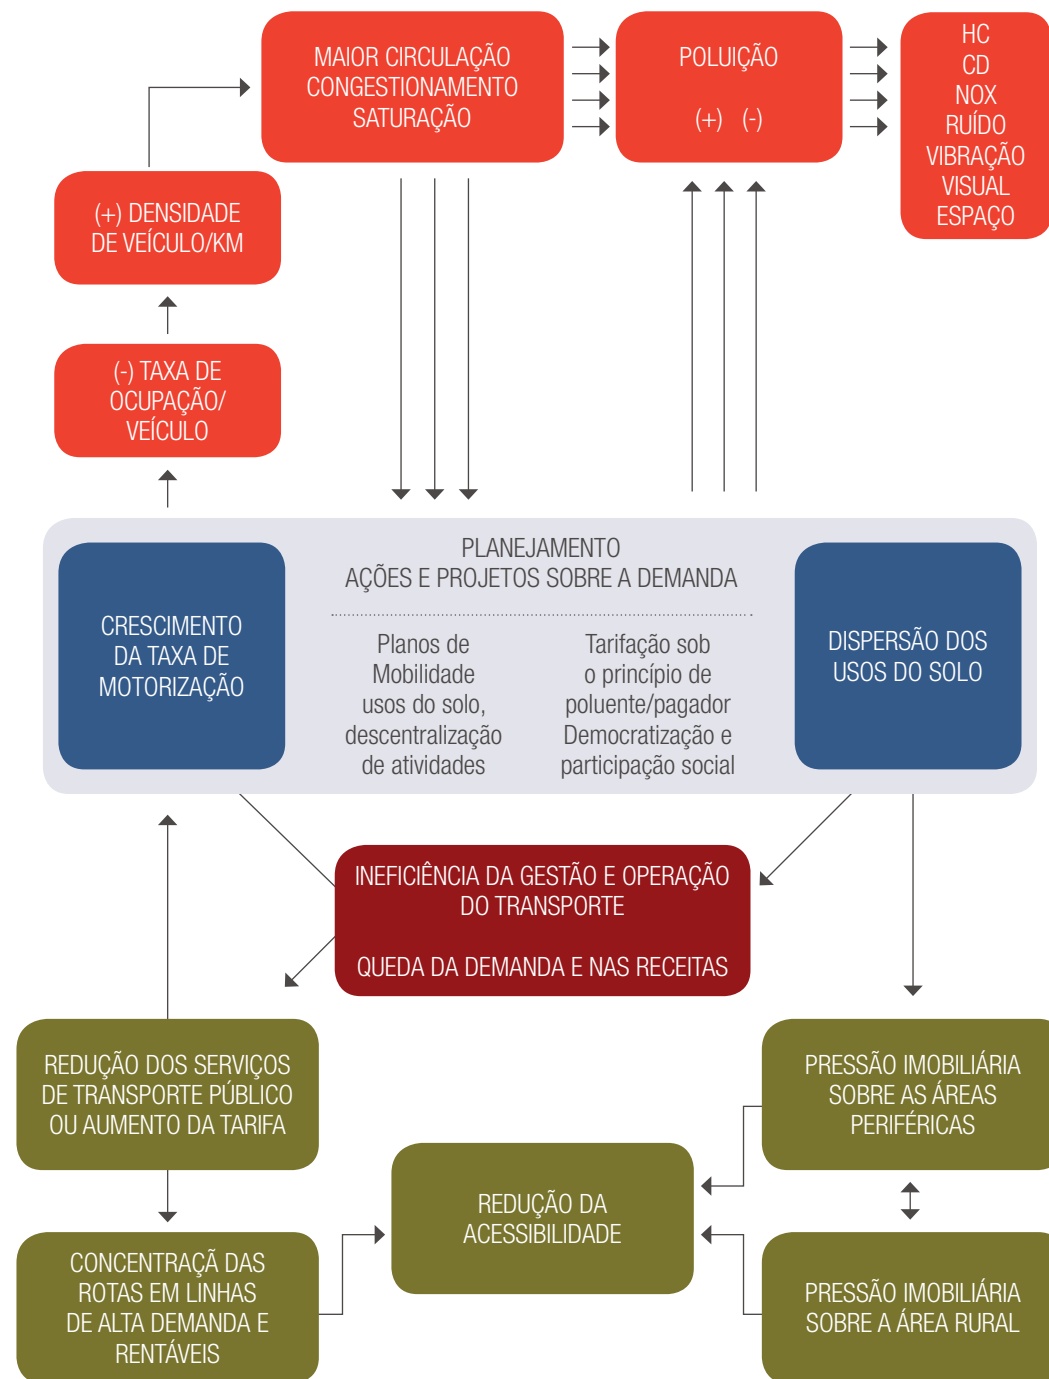 MAIOR CIRCULAÇÃO
CONGESTIONAMENTO
SATURAÇÃO
POLUIÇÃO
(+) (-)
HC
CD
NOX
RUÍDO
VIBRAÇÃO
VISUAL
ESPAÇO
(+) DENSIDADE
DE VEÍCULO/KM
(-) TAXA DE
OCUPAÇÃO/
VEÍCULO
CRESCIMENTO
DA TAXA DE
MOTORIZAÇÃO
PLANEJAMENTO
AÇÕES E PROJETOS SOBRE A DEMANDA
Planos de
Mobilidade
usos do solo,
descentralização
de atividades
Tarifação sob
o princípio de
poluente/pagador
Democratização e
participação social
DISPERSÃO DOS
USOS DO SOLO
INEFICIÊNCIA DA GESTÃO E OPERAÇÃO
DO TRANSPORTE
QUEDA DA DEMANDA E NAS RECEITAS
REDUÇÃO DOS SERVIÇOS
DE TRANSPORTE PÚBLICO
OU AUMENTO DA TARIFA
PRESSÃO IMOBILIÁRIA
SOBRE AS ÁREAS
PERIFÉRICAS
REDUÇÃO DA
ACESSIBILIDADE
CONCENTRAÇÃ DAS
ROTAS EM LINHAS
DE ALTA DEMANDA E
RENTÁVEIS
PRESSÃO IMOBILIÁRIA
SOBRE A ÁREA RURAL